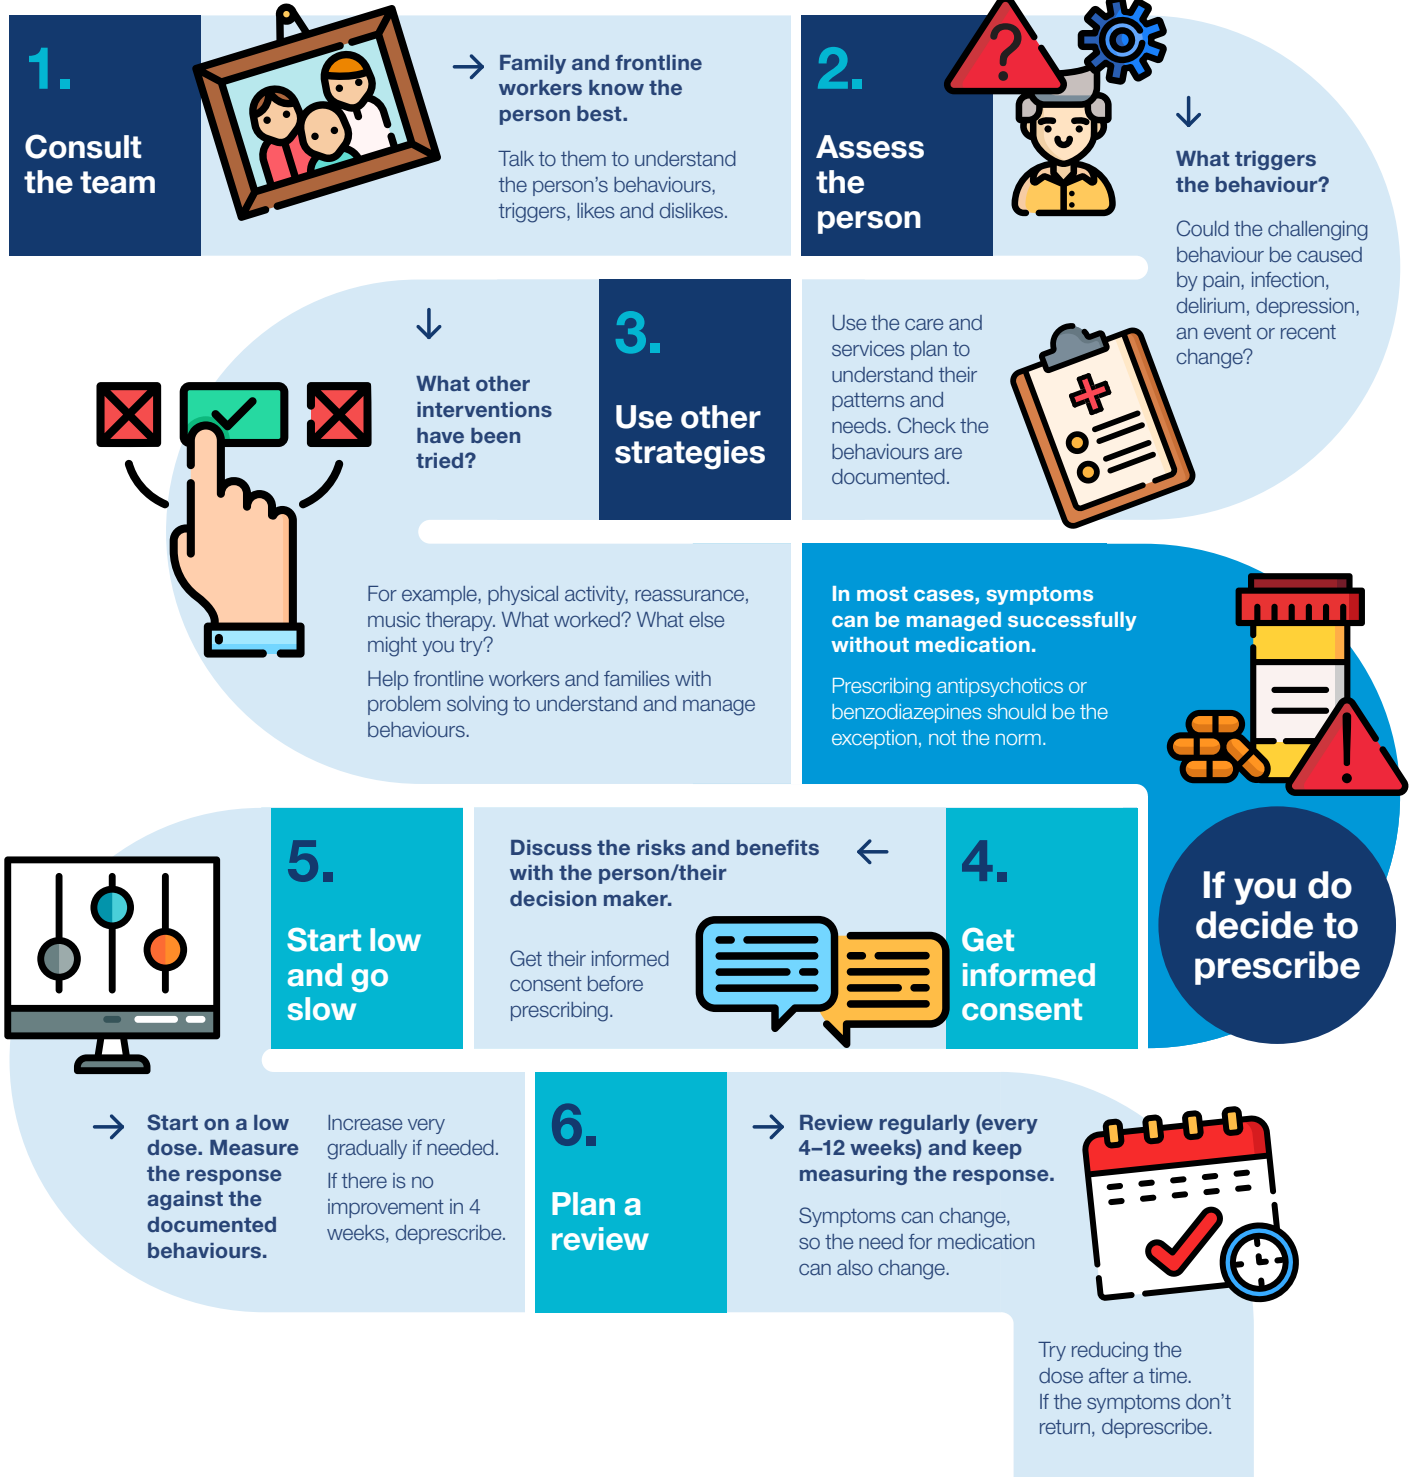 1.
Consult
the team
Family and frontline
workers know the
person best.
Talk to them to understand
the person's behaviours,
triggers, likes and dislikes.
2.
Assess
the
person
What triggers
the behaviour?
Could the challenging
behaviour be caused
by pain, infection,
delirium, depression,
an event or recent
change?
Use the care and
services plan to
understand their
patterns and
needs. Check the
behaviours are
documented.
3.
Use other
strategies
What other
interventions
have been
tried?
For example, physical activity, reassurance,
music therapy. What worked? What else
might you try?
Help frontline workers and families with
problem solving to understand and manage
behaviours.
In most cases, symptoms
can be managed successfully
without medication.
Prescribing antipsychotics or
benzodiazepines should be the
exception, not the norm.
If you do
decide to
prescribe
4.
Get
informed
consent
Discuss the risks and benefits
with the person/their
decision maker.
Get their informed
consent before
prescribing.
5.
Start low
and go
slow
Start on a low
dose. Measure
the response
against the
documented
behaviours.
Increase very
gradually if needed.
If there is no
improvement in 4
weeks, deprescribe.
6.
Plan a
review
Review regularly (every
4–12 weeks) and keep
measuring the response.
Symptoms can change,
so the need for medication
can also change.
Try reducing the
dose after a time.
If the symptoms don't
return, deprescribe.